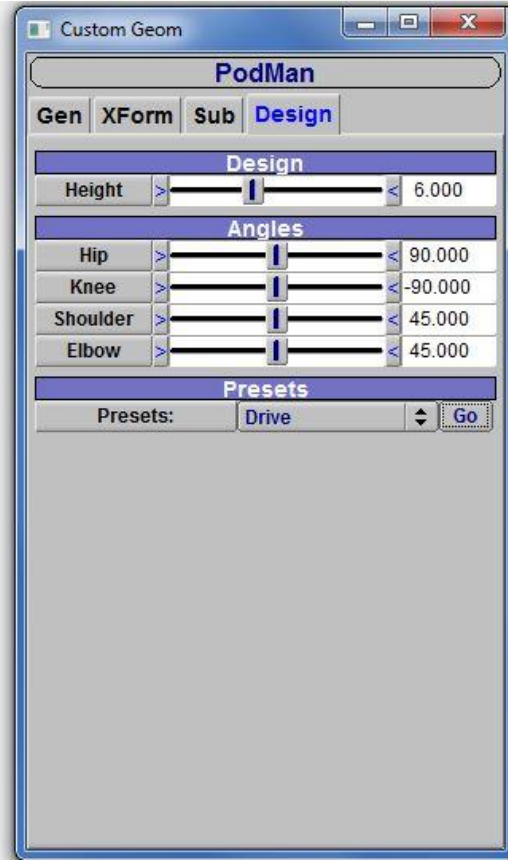 Custom Geom
PodMan
Gen XForm Sub Design
Design
Height > < 6.000
Angles
Hip > < 90.000
Knee > < -90.000
Shoulder > < 45.000
Elbow > < 45.000
Presets
Presets: Drive Go